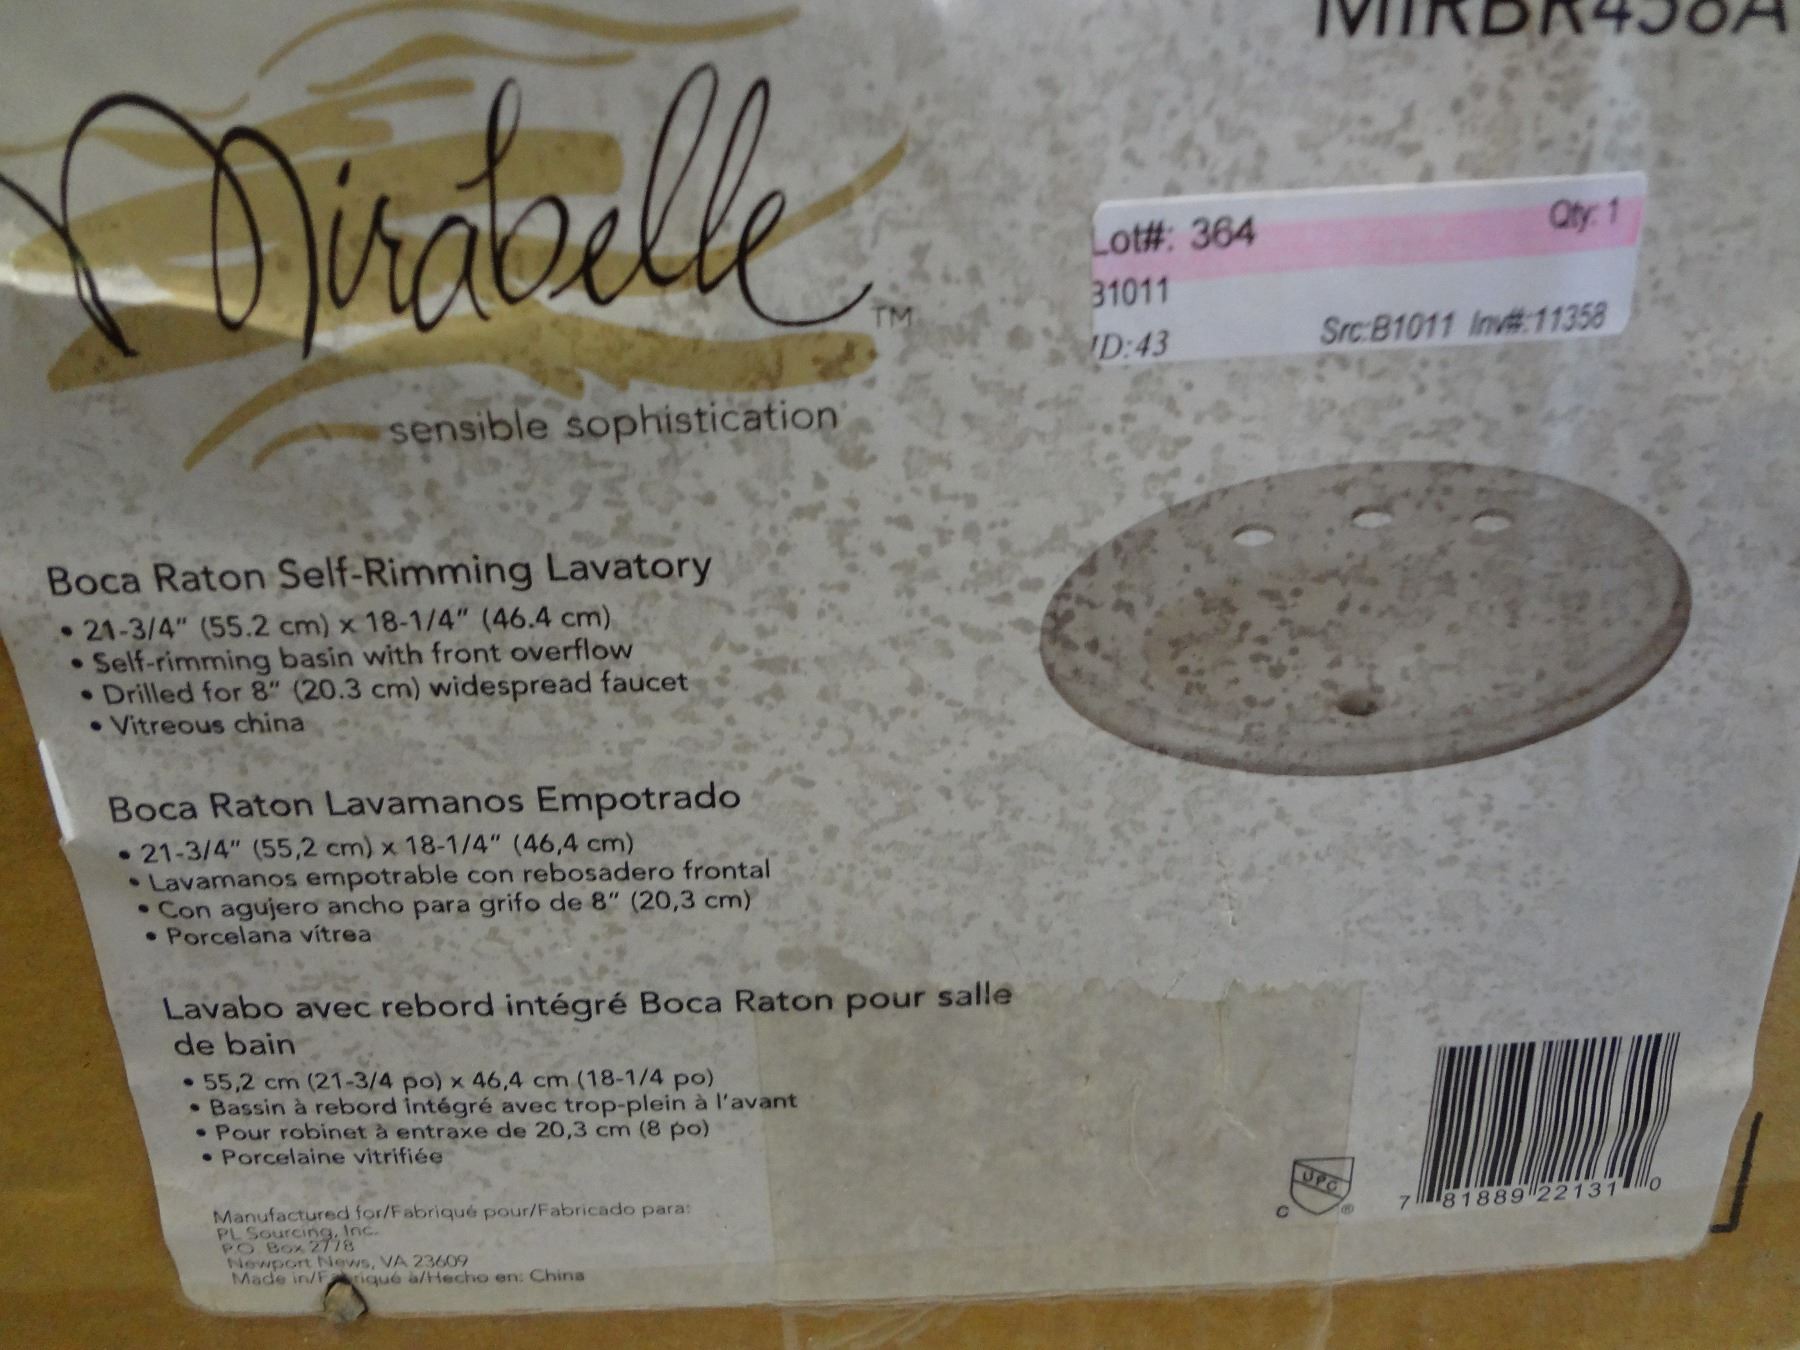 Mirabelle
TM
sensible sophistication
Lot#: 364 Qty: 1
31011
ID:43 Src:B1011 Inv#:11358
Boca Raton Self-Rimming Lavatory
• 21-3/4" (55.2 cm) x 18-1/4" (46.4 cm)
• Self-rimming basin with front overflow
• Drilled for 8" (20.3 cm) widespread faucet
• Vitreous china
Boca Raton Lavamanos Empotrado
• 21-3/4" (55,2 cm) x 18-1/4" (46,4 cm)
• Lavamanos empotrable con rebosadero frontal
• Con agujero ancho para grifo de 8" (20,3 cm)
• Porcelana vítrea
Lavabo avec rebord intégré Boca Raton pour salle
de bain
• 55,2 cm (21-3/4 po) x 46,4 cm (18-1/4 po)
• Bassin à rebord intégré avec trop-plein à l'avant
• Pour robinet à entraxe de 20,3 cm (8 po)
• Porcelaine vitrifiée
Manufactured for/Fabriqué pour/Fabricado para:
PL Sourcing, Inc.
P.O. Box 2778
Newport News, VA 23609
Made in/Fabriqué à/Hecho en: China
UPC
C ®
7 81889 22131 0